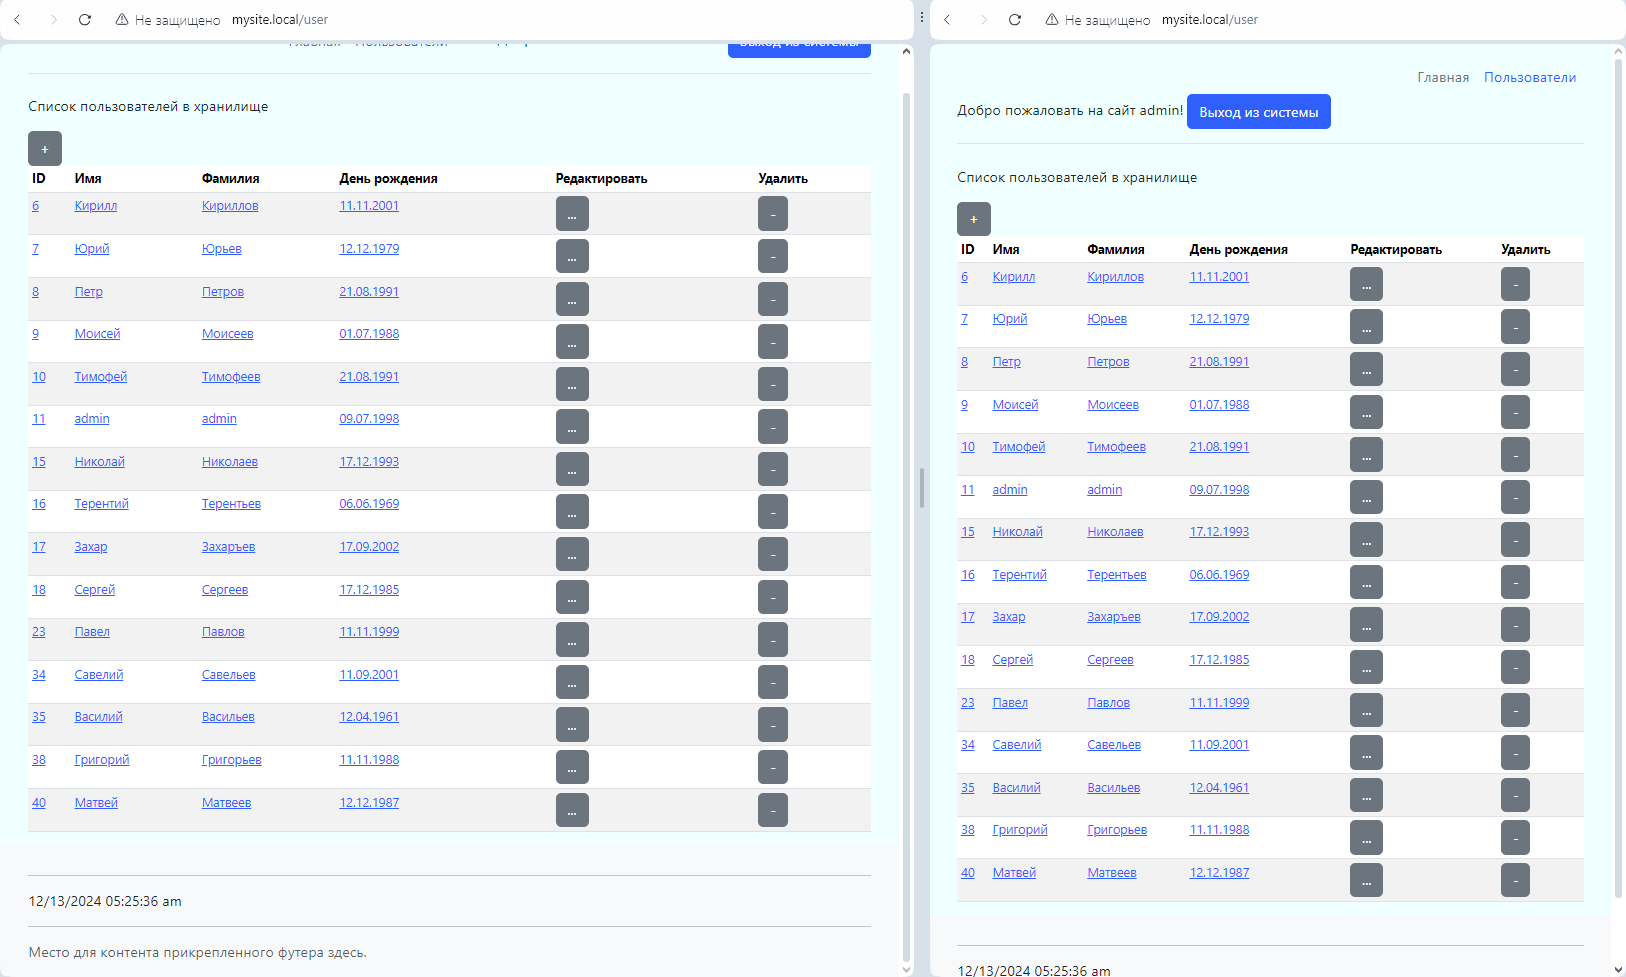 Не защищено mysite.local/user
Главная Пользователи
Выход из системы
Список пользователей в хранилище
+
ID Имя Фамилия День рождения Редактировать Удалить
6 Кирилл Кириллов 11.11.2001 ... -
7 Юрий Юрьев 12.12.1979 ... -
8 Петр Петров 21.08.1991 ... -
9 Моисей Моисеев 01.07.1988 ... -
10 Тимофей Тимофеев 21.08.1991 ... -
11 admin admin 09.07.1998 ... -
15 Николай Николаев 17.12.1993 ... -
16 Терентий Терентьев 06.06.1969 ... -
17 Захар Захаръев 17.09.2002 ... -
18 Сергей Сергеев 17.12.1985 ... -
23 Павел Павлов 11.11.1999 ... -
34 Савелий Савельев 11.09.2001 ... -
35 Василий Васильев 12.04.1961 ... -
38 Григорий Григорьев 11.11.1988 ... -
40 Матвей Матвеев 12.12.1987 ... -
12/13/2024 05:25:36 am
Место для контента прикрепленного футера здесь.
Не защищено mysite.local/user
Главная Пользователи
Добро пожаловать на сайт admin! Выход из системы
Список пользователей в хранилище
+
ID Имя Фамилия День рождения Редактировать Удалить
6 Кирилл Кириллов 11.11.2001 ... -
7 Юрий Юрьев 12.12.1979 ... -
8 Петр Петров 21.08.1991 ... -
9 Моисей Моисеев 01.07.1988 ... -
10 Тимофей Тимофеев 21.08.1991 ... -
11 admin admin 09.07.1998 ... -
15 Николай Николаев 17.12.1993 ... -
16 Терентий Терентьев 06.06.1969 ... -
17 Захар Захаръев 17.09.2002 ... -
18 Сергей Сергеев 17.12.1985 ... -
23 Павел Павлов 11.11.1999 ... -
34 Савелий Савельев 11.09.2001 ... -
35 Василий Васильев 12.04.1961 ... -
38 Григорий Григорьев 11.11.1988 ... -
40 Матвей Матвеев 12.12.1987 ... -
12/13/2024 05:25:36 am